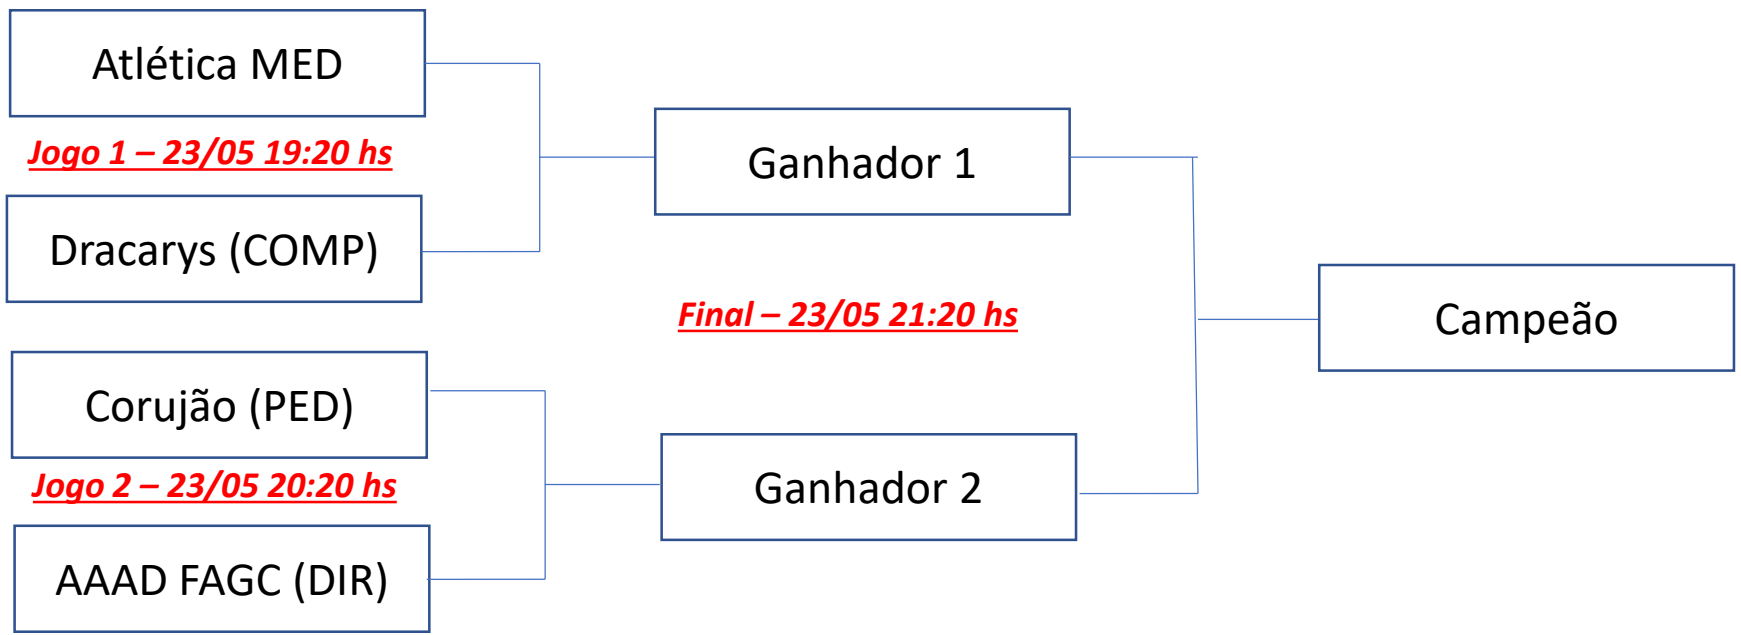 Atlética MED
Jogo 1 – 23/05 19:20 hs
Dracarys (COMP)
Corujão (PED)
Jogo 2 – 23/05 20:20 hs
AAAD FAGC (DIR)
Ganhador 1
Final – 23/05 21:20 hs
Ganhador 2
Campeão